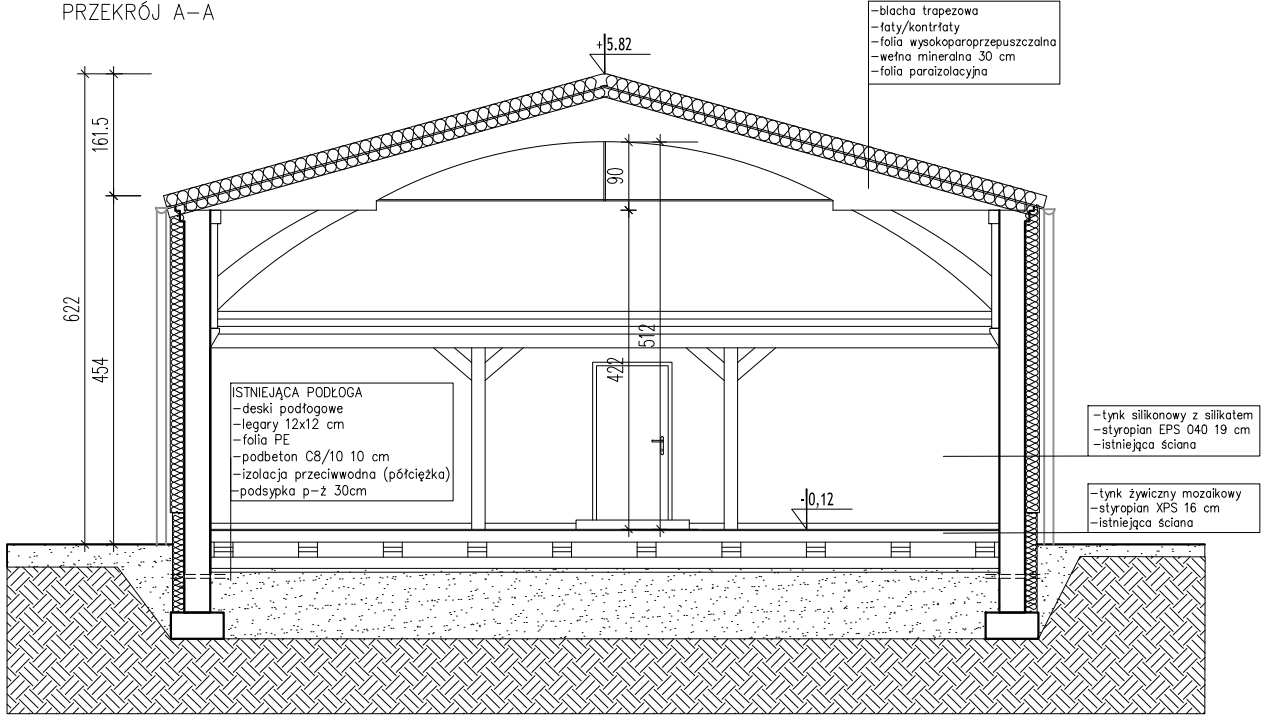 PRZEKRÓJ A-A
-blacha trapezowa
-łaty/kontrłaty
-folia wysokoparoprzepuszczalna
-wełna mineralna 30 cm
-folia paraizolacyjna
+5.82
161.5
90
622
454
512
422
ISTNIEJĄCA PODŁOGA
-deski podłogowe
-legary 12x12 cm
-folia PE
-podbeton C8/10 10 cm
-izolacja przeciwwodna (półciężka)
-podsypka p-ż 30cm
-tynk silikonowy z silikatem
-styropian EPS 040 19 cm
-istniejąca ściana
-0,12
-tynk żywiczny mozaikowy
-styropian XPS 16 cm
-istniejąca ściana